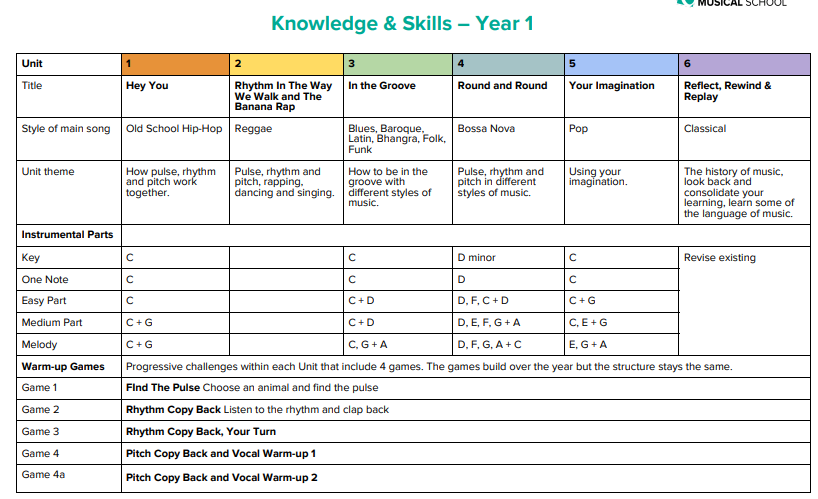 MUSICAL SCHOOL
Knowledge & Skills – Year 1
Unit 1 2 3 4 5 6
Title
Hey You
Rhythm In The Way
We Walk and The
Banana Rap
In the Groove
Round and Round
Your Imagination
Reflect, Rewind &
Replay
Style of main song
Old School Hip-Hop
Reggae
Blues, Baroque,
Latin, Bhangra, Folk,
Funk
Bossa Nova
Pop
Classical
Unit theme
How pulse, rhythm
and pitch work
together.
Pulse, rhythm and
pitch, rapping,
dancing and singing.
How to be in the
groove with
different styles of
music.
Pulse, rhythm and
pitch in different
styles of music.
Using your
imagination.
The history of music,
look back and
consolidate your
learning, learn some of
the language of music.
Instrumental Parts
Key C C D minor C Revise existing
One Note C C D C
Easy Part C C + D D, F, C + D C + G
Medium Part C + G C + D D, E, F, G + A C, E + G
Melody C + G C, G + A D, F, G, A + C E, G + A
Warm-up Games Progressive challenges within each Unit that include 4 games. The games build over the year but the structure stays the same.
Game 1 FInd The Pulse Choose an animal and find the pulse
Game 2 Rhythm Copy Back Listen to the rhythm and clap back
Game 3 Rhythm Copy Back, Your Turn
Game 4 Pitch Copy Back and Vocal Warm-up 1
Game 4a Pitch Copy Back and Vocal Warm-up 2